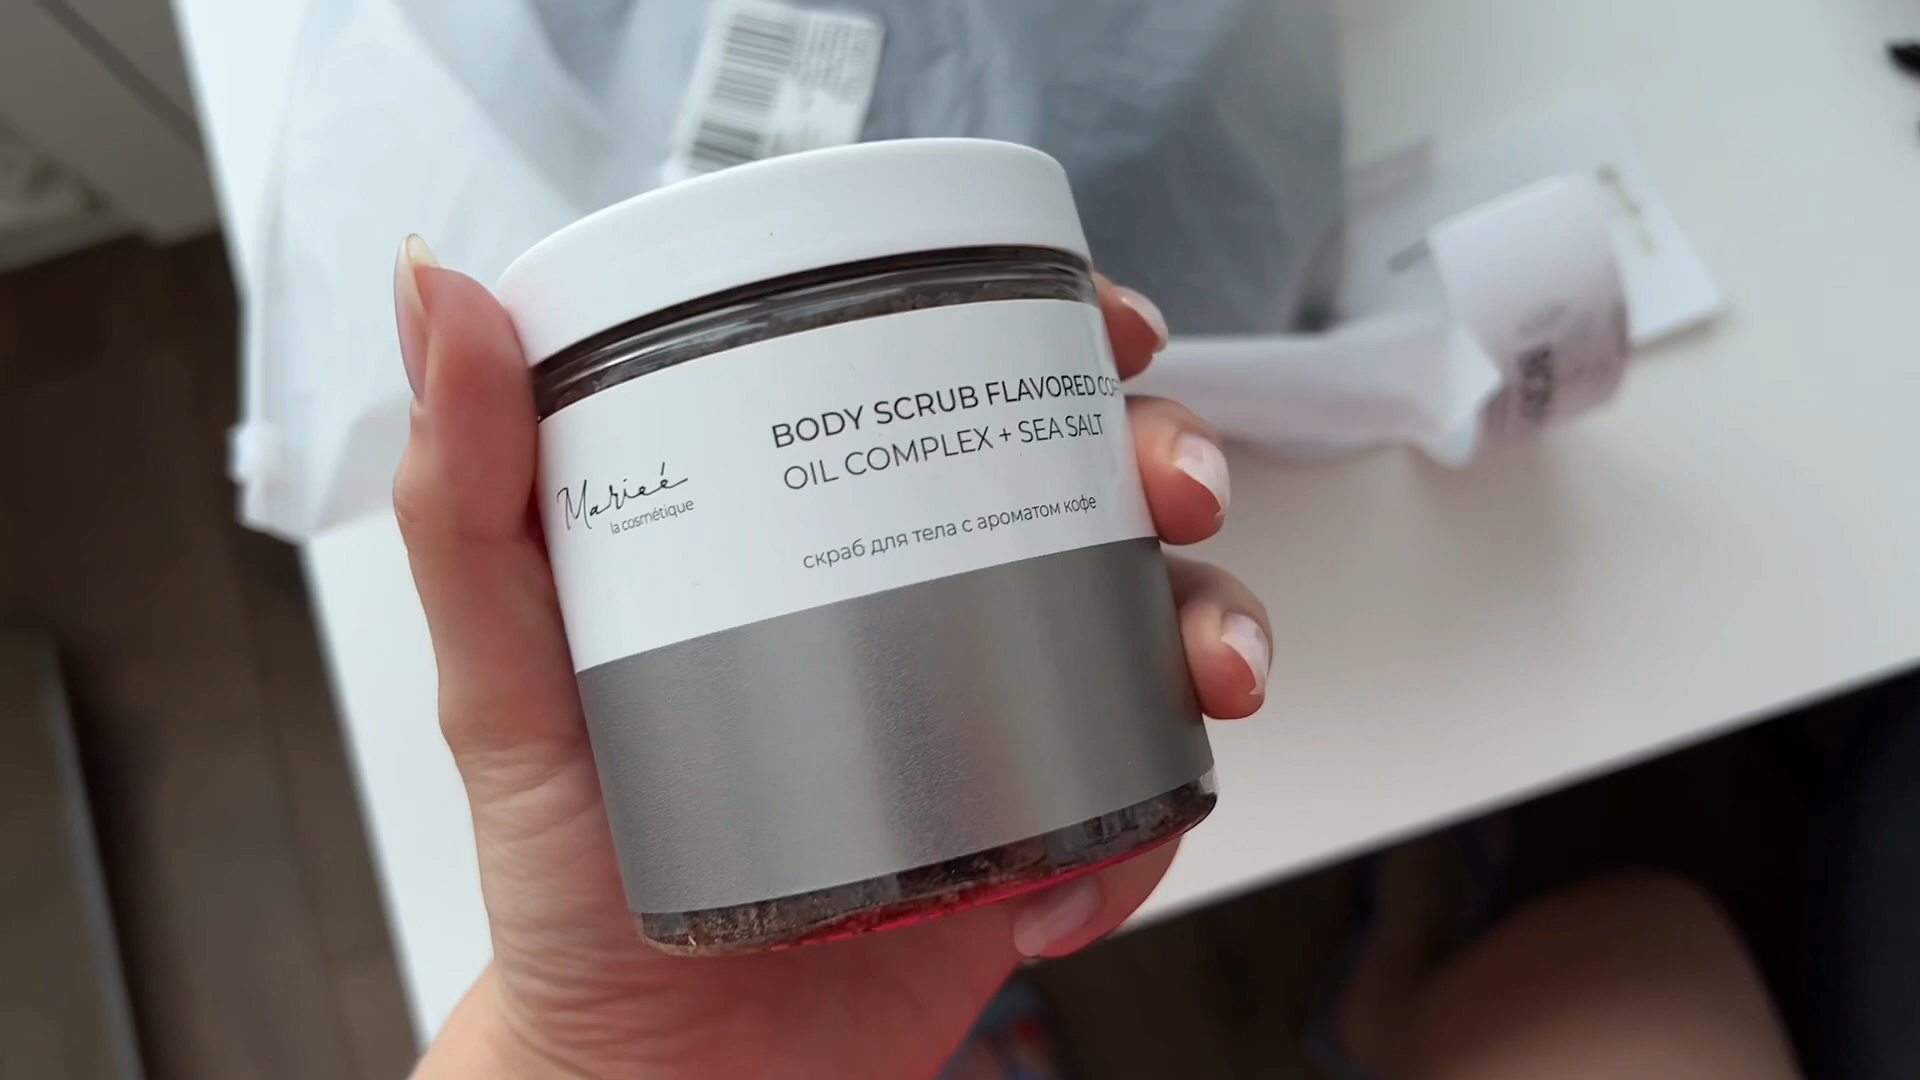 Marieé
la cosmétique
BODY SCRUB FLAVORED
OIL COMPLEX + SEA SALT
скраб для тела с ароматом кофе